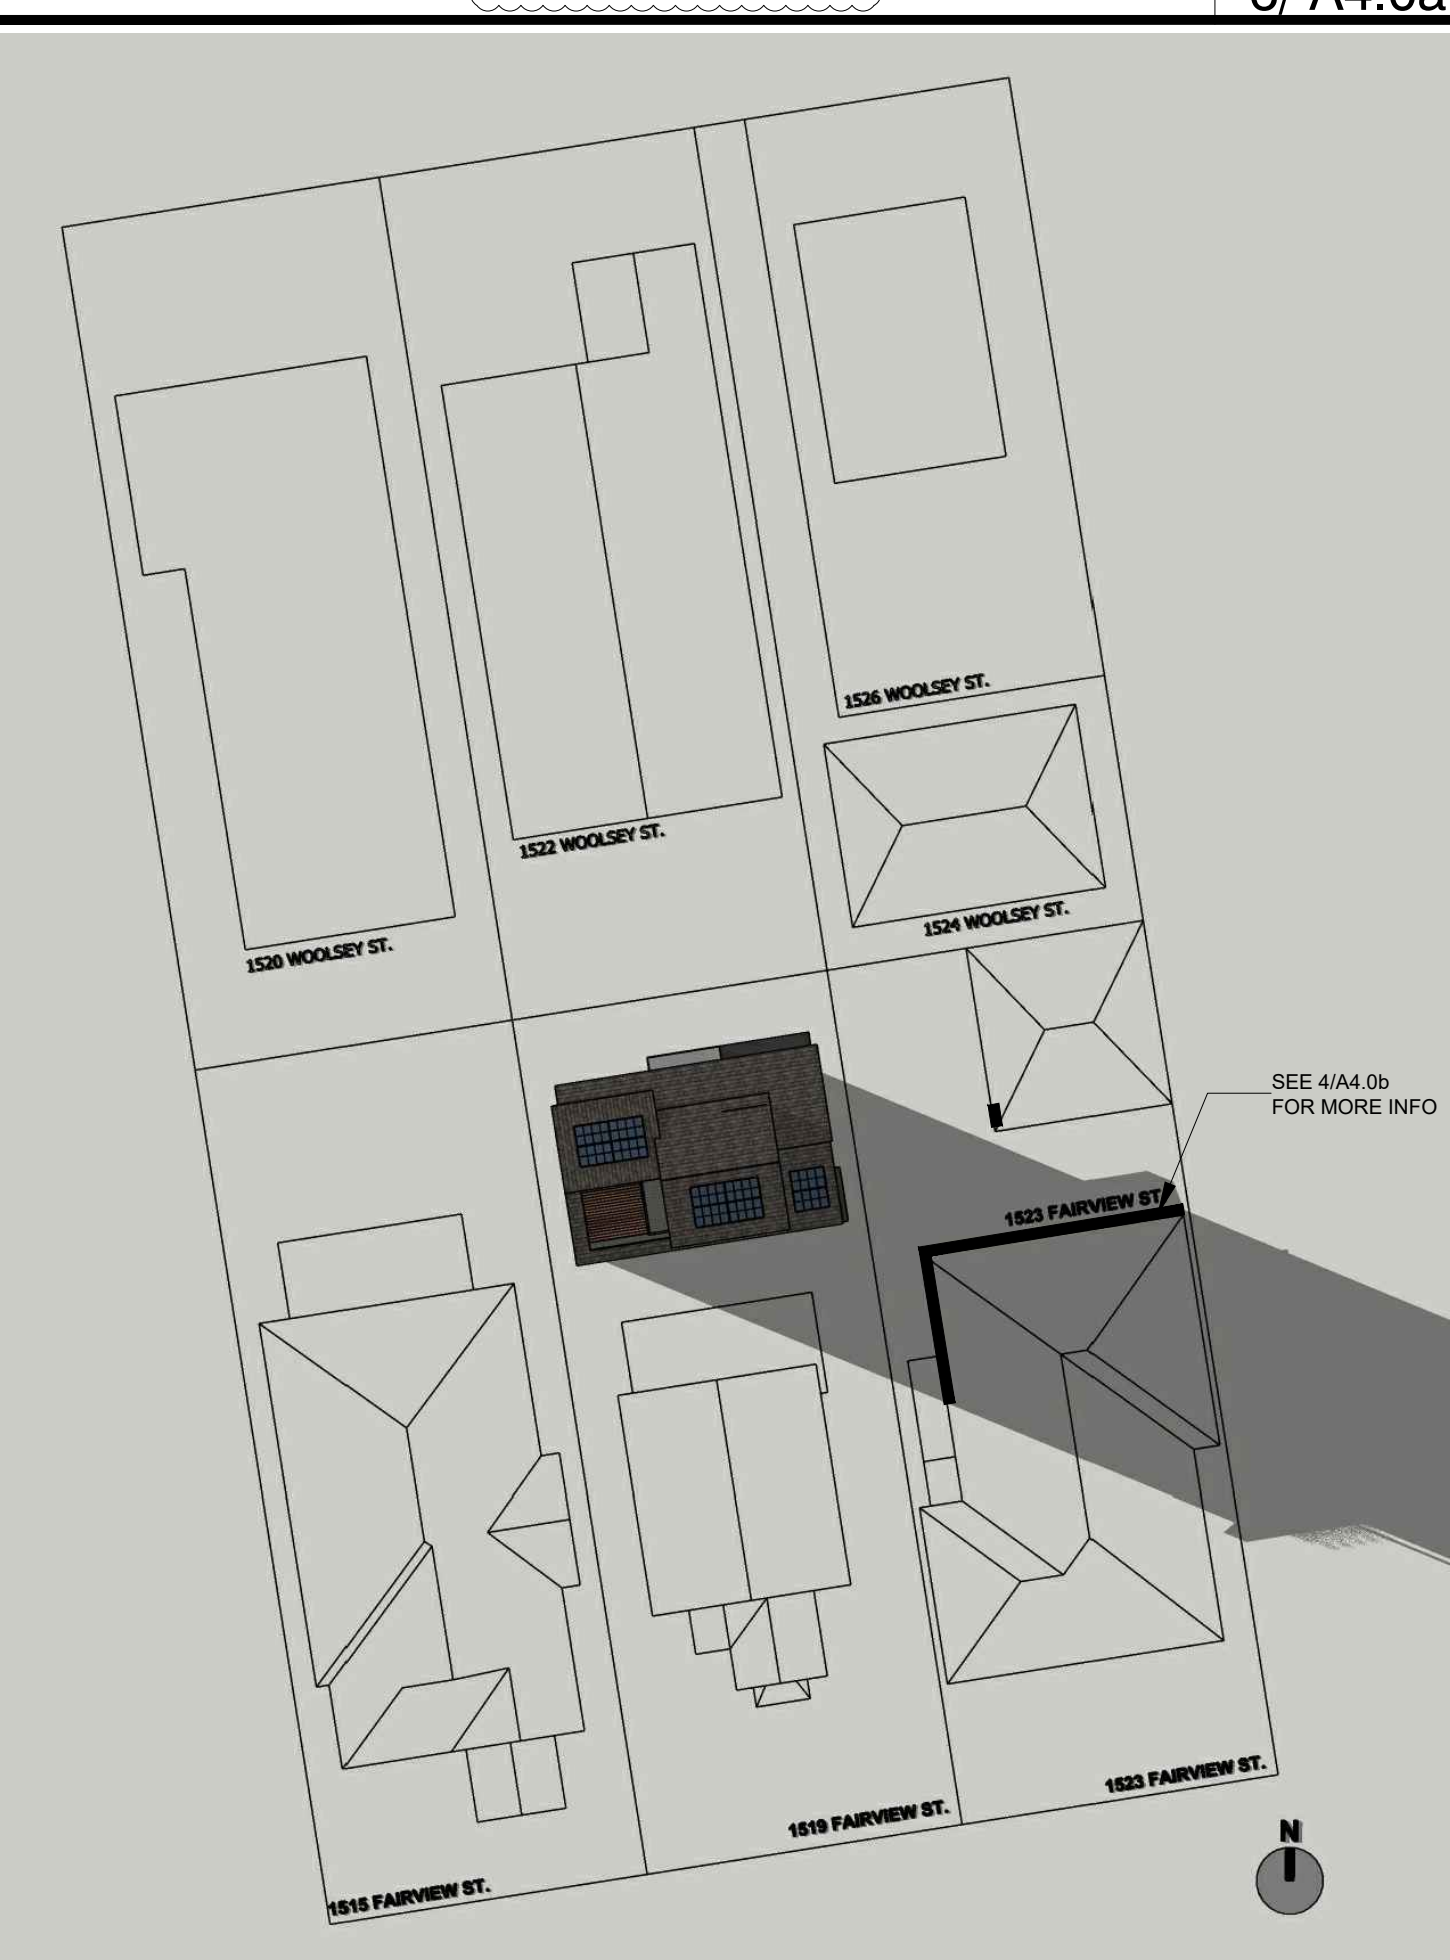 1526 WOOLSEY ST.
1522 WOOLSEY ST.
1524 WOOLSEY ST.
1520 WOOLSEY ST.
SEE 4/A4.0b
FOR MORE INFO
1523 FAIRVIEW ST.
1523 FAIRVIEW ST.
1519 FAIRVIEW ST.
N
1515 FAIRVIEW ST.